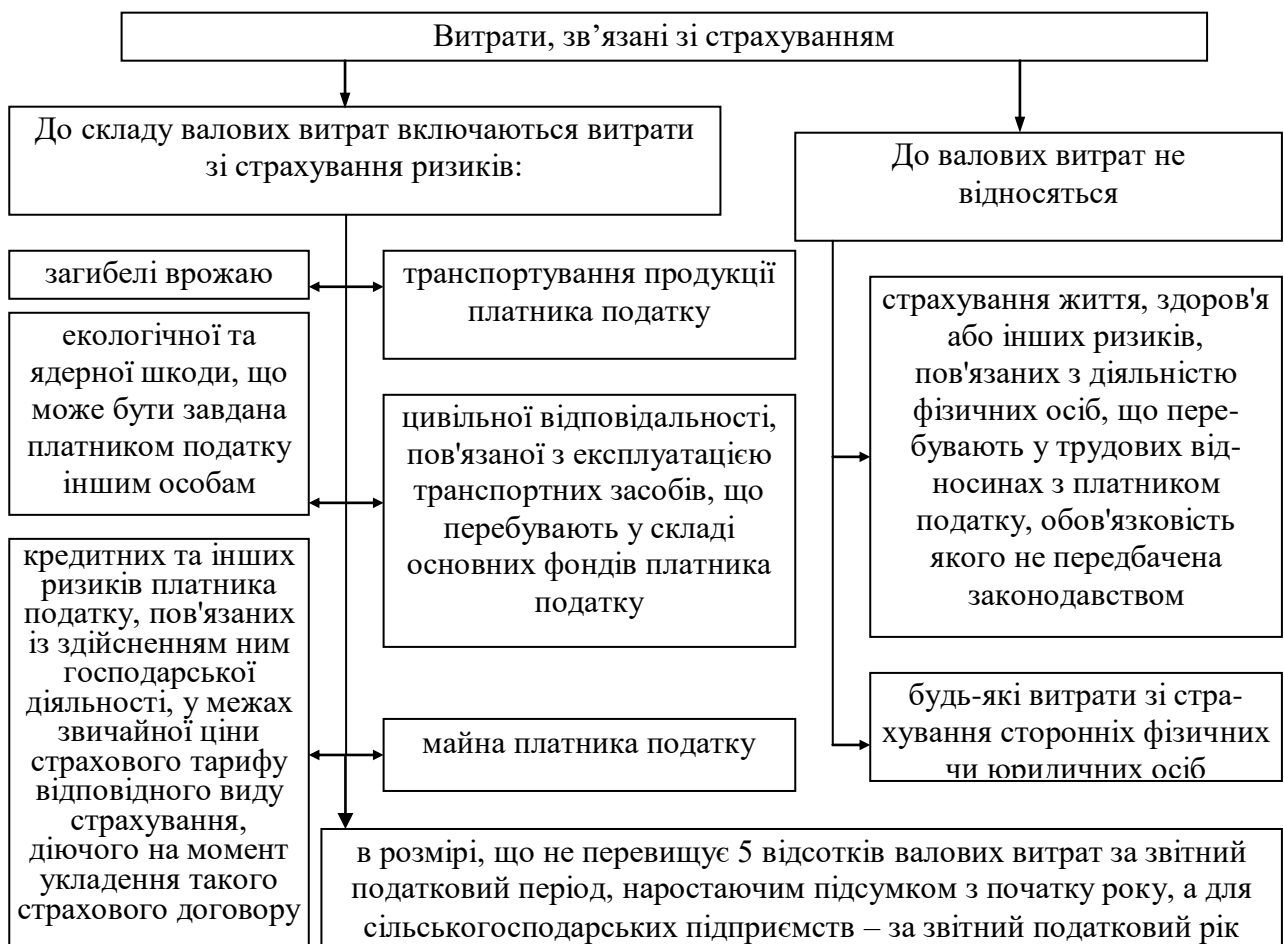 Витрати, зв’язані зі страхуванням
До складу валових витрат включаються витрати
зі страхування ризиків:
До валових витрат не
відносяться
загибелі врожаю
транспортування продукції
платника податку
екологічної та
ядерної шкоди, що
може бути завдана
платником податку
іншим особам
цивільної відповідальності,
пов'язаної з експлуатацією
транспортних засобів, що
перебувають у складі
основних фондів платника
податку
кредитних та інших
ризиків платника
податку, пов'язаних
із здійсненням ним
господарської
діяльності, у межах
звичайної ціни
страхового тарифу
відповідного виду
страхування,
діючого на момент
укладення такого
страхового договору
майна платника податку
в розмірі, що не перевищує 5 відсотків валових витрат за звітний
податковий період, наростаючим підсумком з початку року, а для
сільськогосподарських підприємств – за звітний податковий рік
страхування життя, здоров'я
або інших ризиків,
пов'язаних з діяльністю
фізичних осіб, що пере-
бувають у трудових від-
носинах з платником
податку, обов'язковість
якого не передбачена
законодавством
будь-які витрати зі стра-
хування сторонніх фізичних
чи юридичних осіб